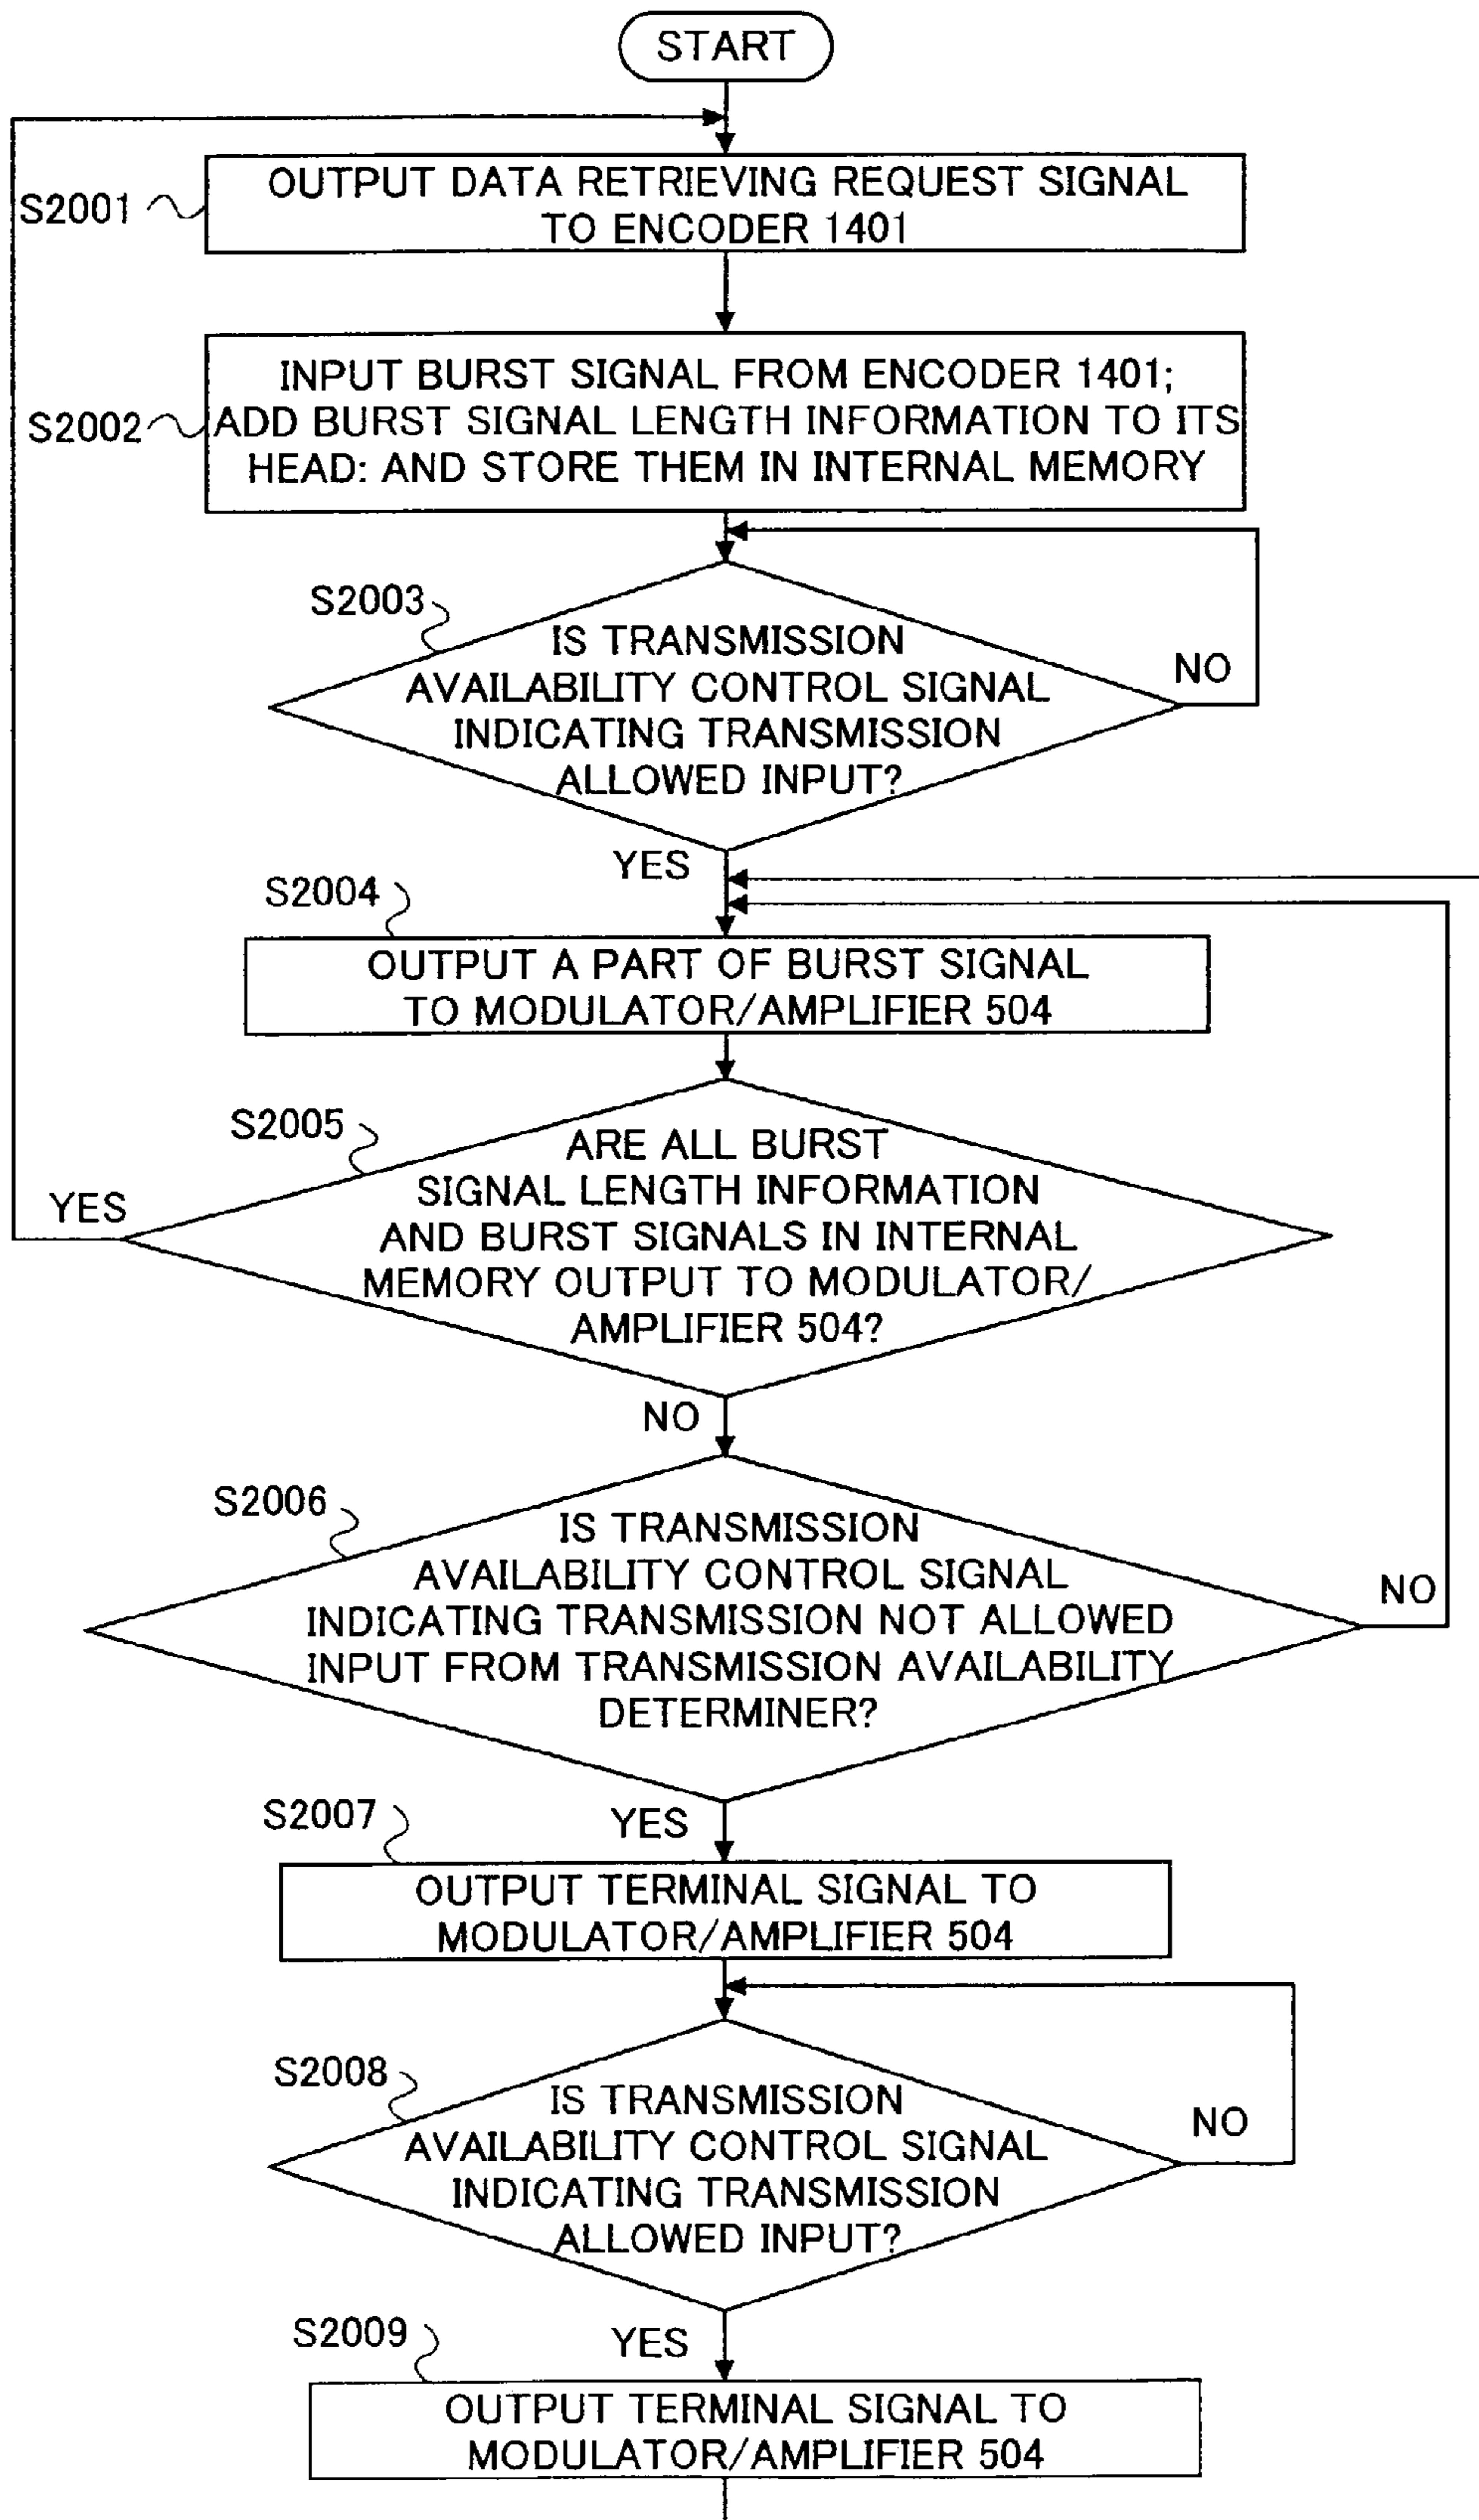 START
S2001
OUTPUT DATA RETRIEVING REQUEST SIGNAL
TO ENCODER 1401
S2002
INPUT BURST SIGNAL FROM ENCODER 1401;
ADD BURST SIGNAL LENGTH INFORMATION TO ITS
HEAD: AND STORE THEM IN INTERNAL MEMORY
S2003
IS TRANSMISSION
AVAILABILITY CONTROL SIGNAL
INDICATING TRANSMISSION
ALLOWED INPUT?
NO
YES
S2004
OUTPUT A PART OF BURST SIGNAL
TO MODULATOR/AMPLIFIER 504
S2005
ARE ALL BURST
SIGNAL LENGTH INFORMATION
AND BURST SIGNALS IN INTERNAL
MEMORY OUTPUT TO MODULATOR/
AMPLIFIER 504?
YES
NO
S2006
IS TRANSMISSION
AVAILABILITY CONTROL SIGNAL
INDICATING TRANSMISSION NOT ALLOWED
INPUT FROM TRANSMISSION AVAILABILITY
DETERMINER?
NO
YES
S2007
OUTPUT TERMINAL SIGNAL TO
MODULATOR/AMPLIFIER 504
S2008
IS TRANSMISSION
AVAILABILITY CONTROL SIGNAL
INDICATING TRANSMISSION
ALLOWED INPUT?
NO
YES
S2009
OUTPUT TERMINAL SIGNAL TO
MODULATOR/AMPLIFIER 504